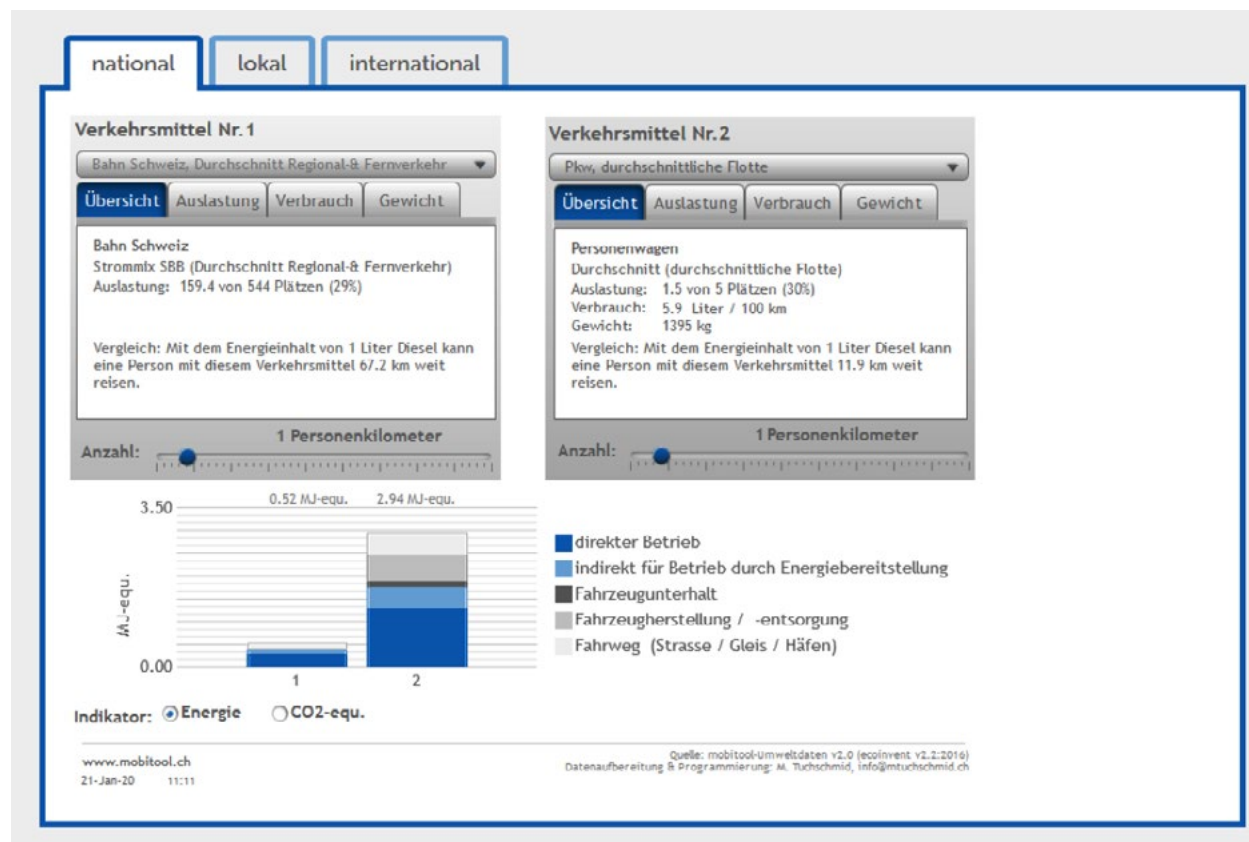 national
lokal
international
Verkehrsmittel Nr.1
Bahn Schweiz, Durchschnitt Regional-& Fernverkehr
Übersicht
Auslastung
Verbrauch
Gewicht
Bahn Schweiz
Strommix SBB (Durchschnitt Regional-& Fernverkehr)
Auslastung: 159.4 von 544 Plätzen (29%)
Vergleich: Mit dem Energieinhalt von 1 Liter Diesel kann
eine Person mit diesem Verkehrsmittel 67.2 km weit
reisen.
1 Personenkilometer
Anzahl:
Verkehrsmittel Nr.2
Pkw, durchschnittliche Flotte
Übersicht
Auslastung
Verbrauch
Gewicht
Personenwagen
Durchschnitt (durchschnittliche Flotte)
Auslastung: 1.5 von 5 Plätzen (30%)
Verbrauch: 5.9 Liter / 100 km
Gewicht: 1395 kg
Vergleich: Mit dem Energieinhalt von 1 Liter Diesel kann
eine Person mit diesem Verkehrsmittel 11.9 km weit
reisen.
1 Personenkilometer
Anzahl:
3.50
0.52 MJ-equ.
2.94 MJ-equ.
MJ-equ.
0.00
1
2
direkter Betrieb
indirekt für Betrieb durch Energiebereitstellung
Fahrzeugunterhalt
Fahrzeugherstellung / -entsorgung
Fahrweg (Strasse / Gleis / Häfen)
Indikator: Energie CO2-equ.
www.mobitool.ch
21-Jan-20 11:11
Quelle: mobitool-Umweltdaten v2.0 (ecoinvent v2.2:2016)
Datenaufbereitung & Programmierung: M. Tuchschmid, info@mtuchschmid.ch